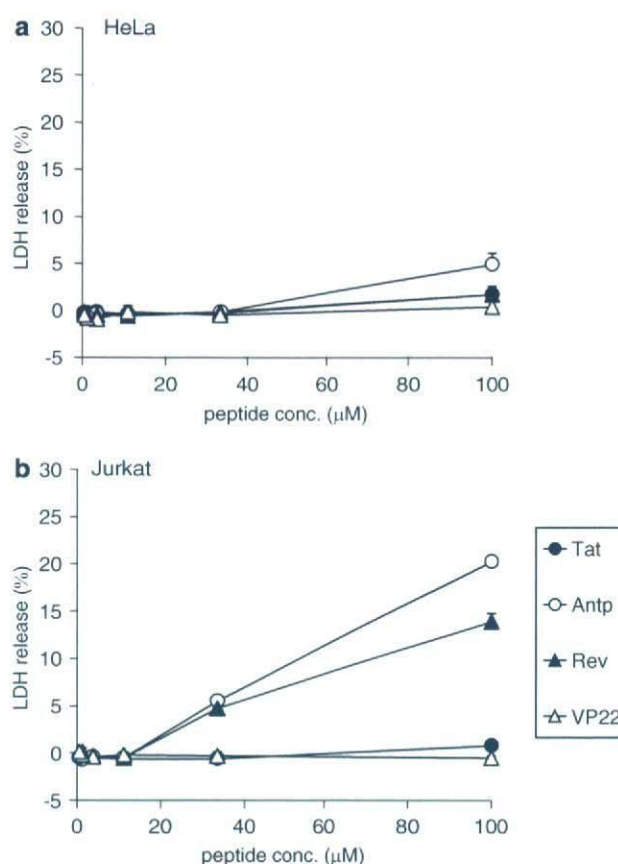 a HeLa
LDH release (%)
30
25
20
15
10
5
0
-5
0 20 40 60 80 100
peptide conc. (μM)
b Jurkat
LDH release (%)
30
25
20
15
10
5
0
-5
0 20 40 60 80 100
peptide conc. (μM)
Tat
Antp
Rev
VP22